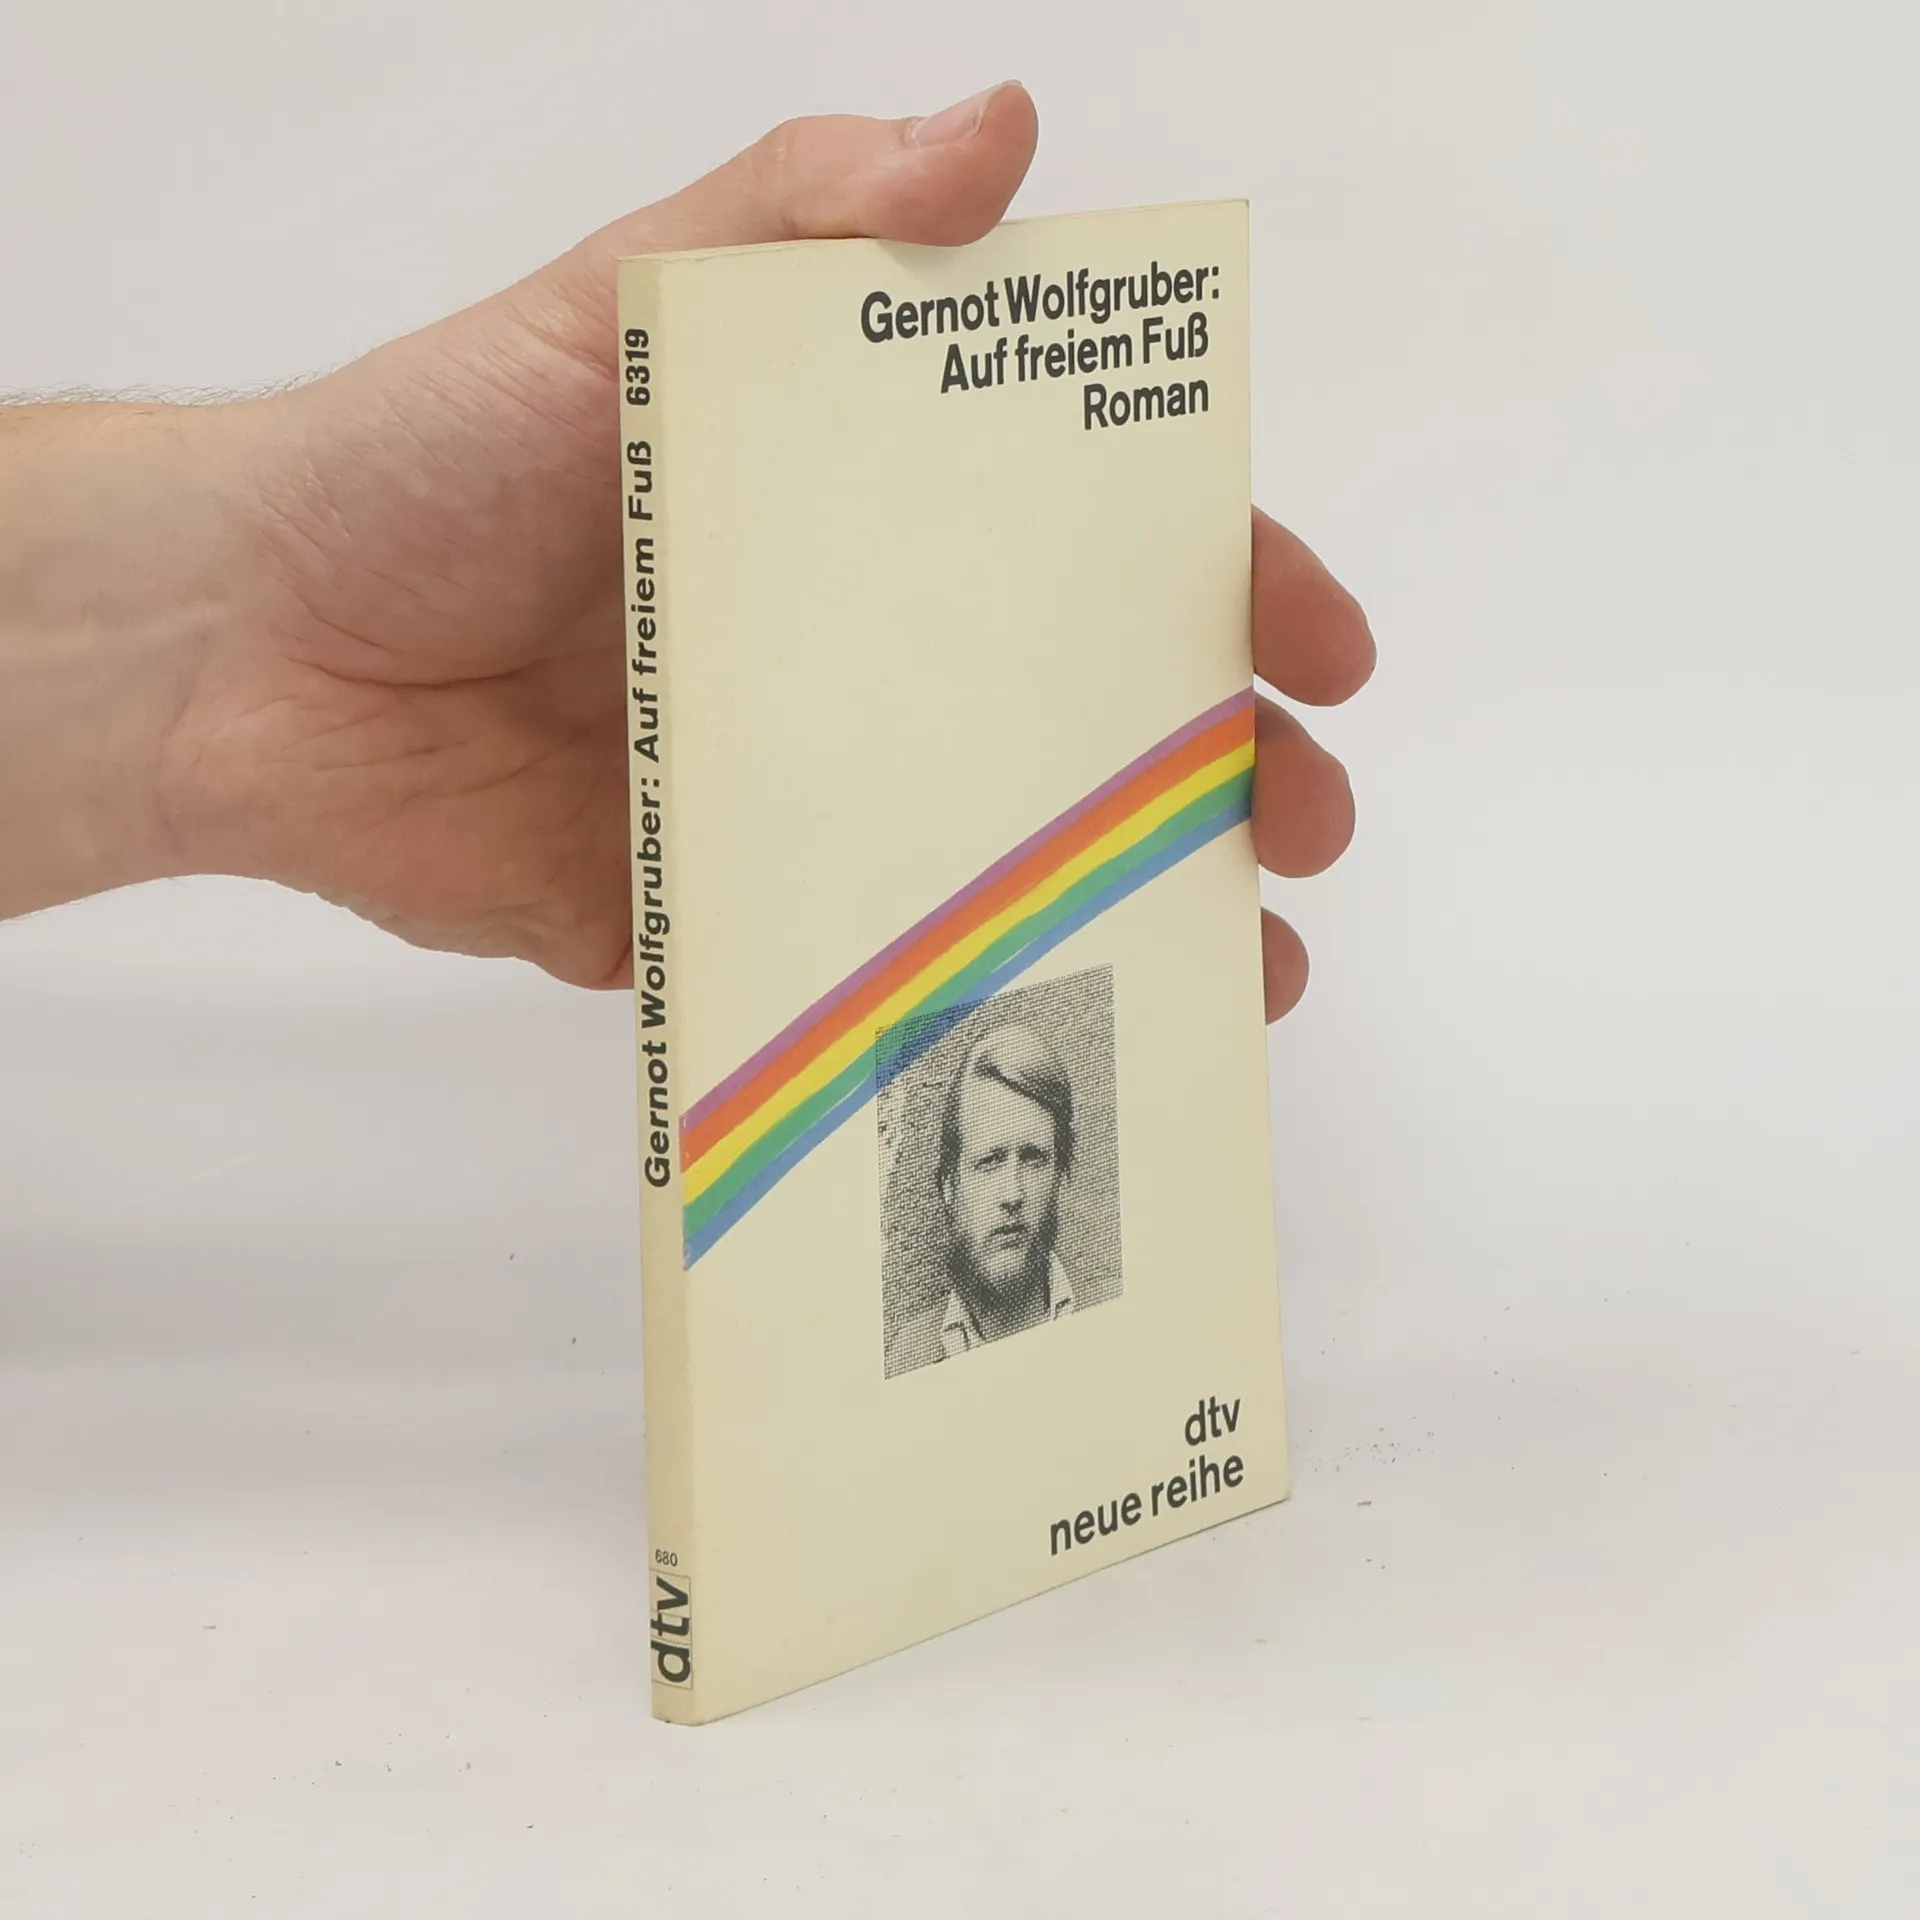 Gernot Wolfgruber:
Auf freiem Fuß
Roman
dtv
neue reihe
Gernot Wolfgruber: Auf freiem Fuß 6319
680
dtv